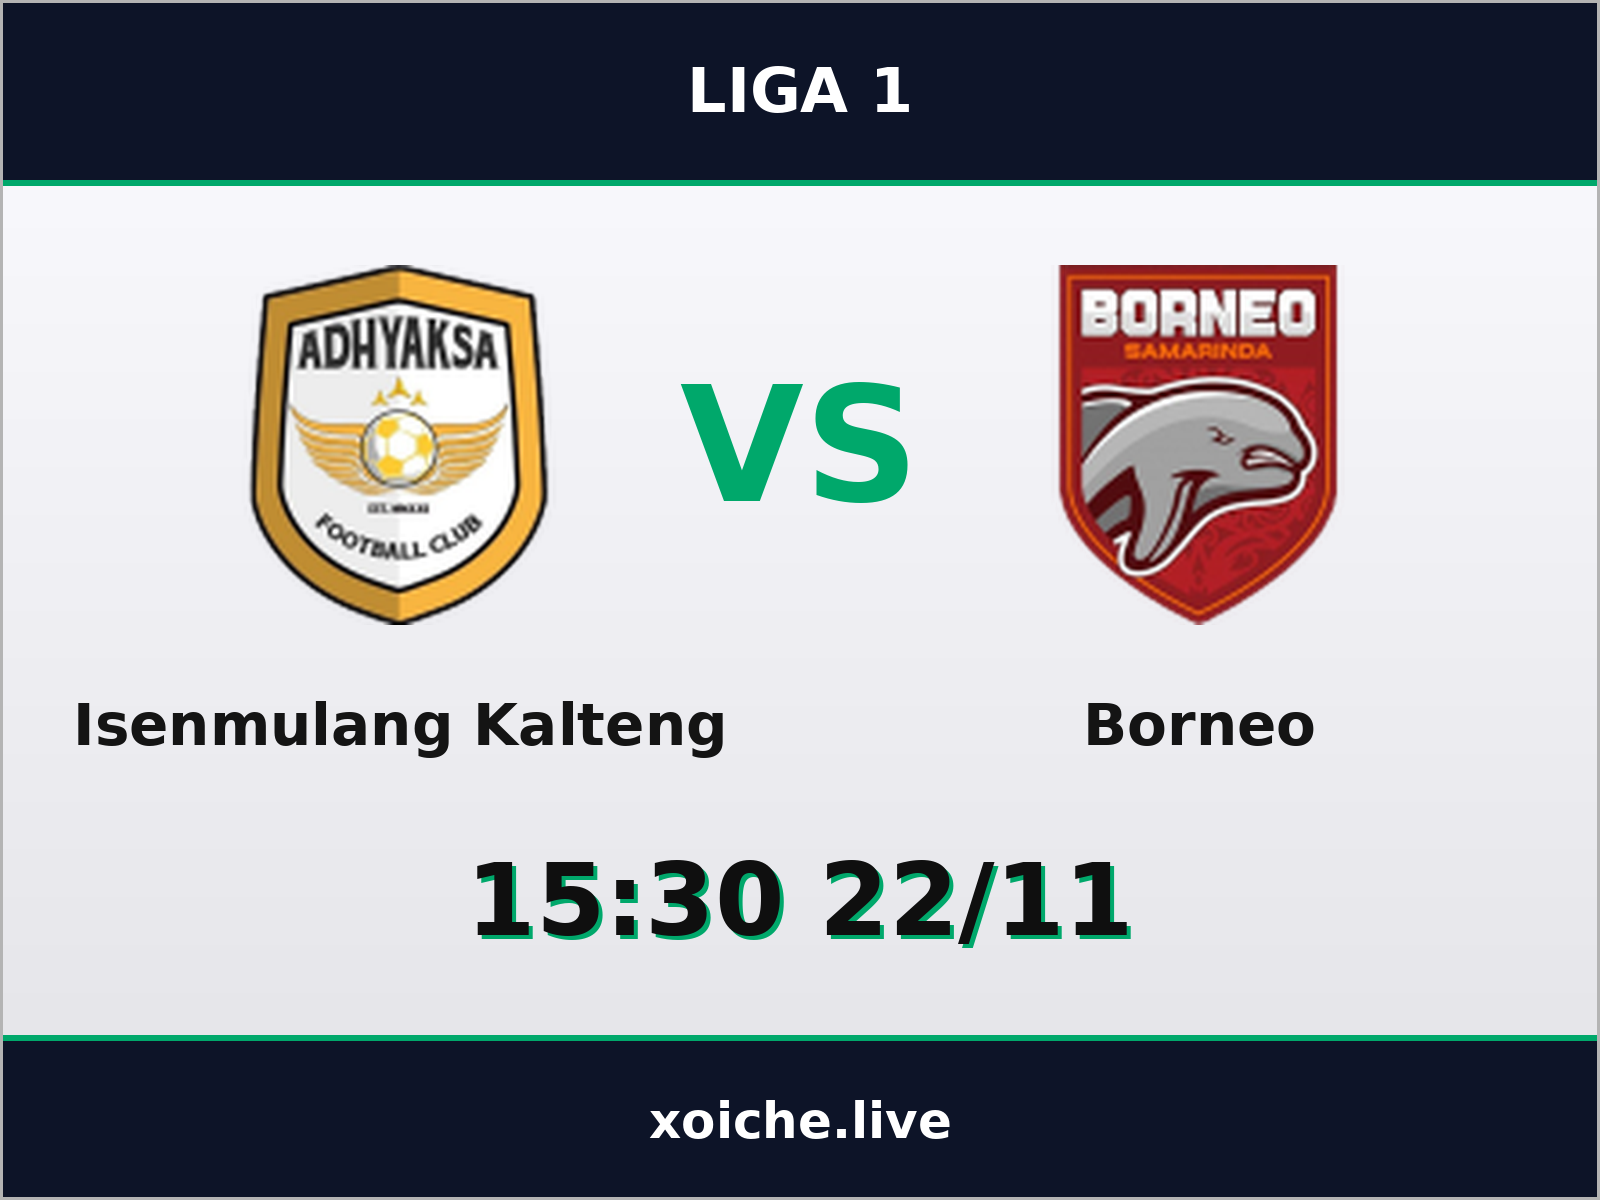 LIGA 1
ADHYAKSA
FOOTBALL CLUB
VS
BORNEO
SAMARINDA
Isenmulang Kalteng
Borneo
15:30 22/11
xoiche.live